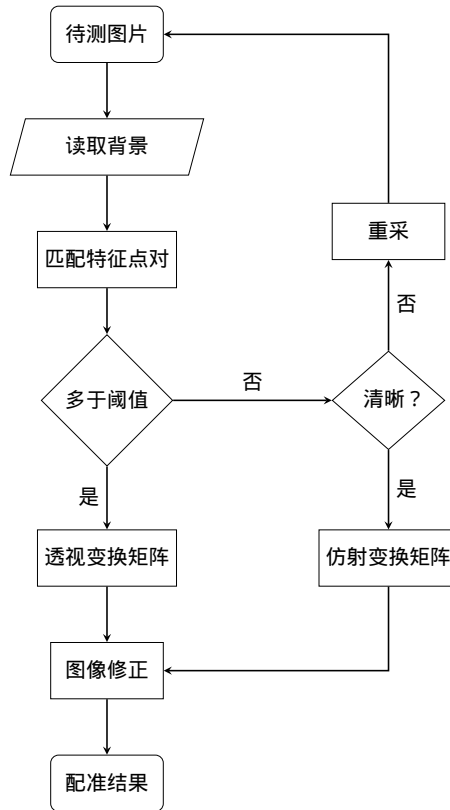 待测图片
读取背景
重采
匹配特征点对
否
否
多于阈值
清晰？
是
是
透视变换矩阵
仿射变换矩阵
图像修正
配准结果